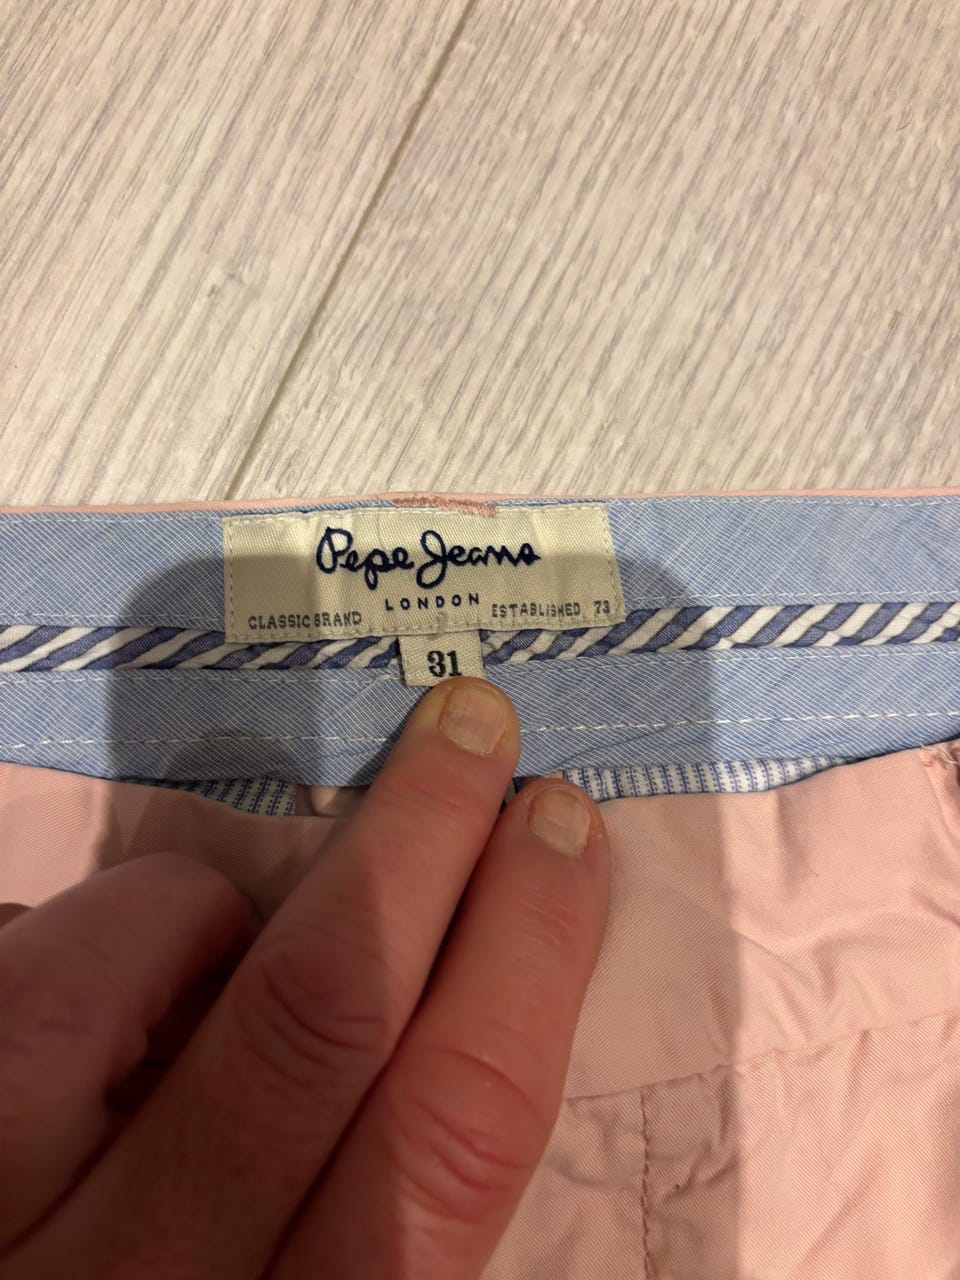 Pepe Jeans
LONDON
CLASSIC BRAND ESTABLISHED 73
31